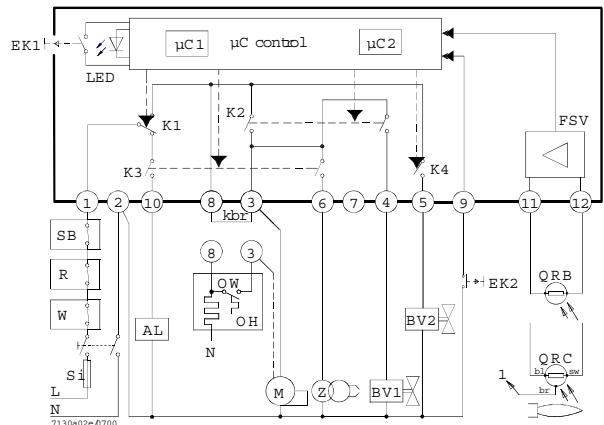 µC1 µC control µC2
EK1
LED
FSV
K1
K2
K3
K4
1 2 10 8 3 6 7 4 5 9 11 12
kbr
SB
R
W
8 3
OW
OH
N
AL
EK2
QRB
BV2
QRC
bl sw
br
1
Si
L
N
M
Z
BV1
7130a02e/0700